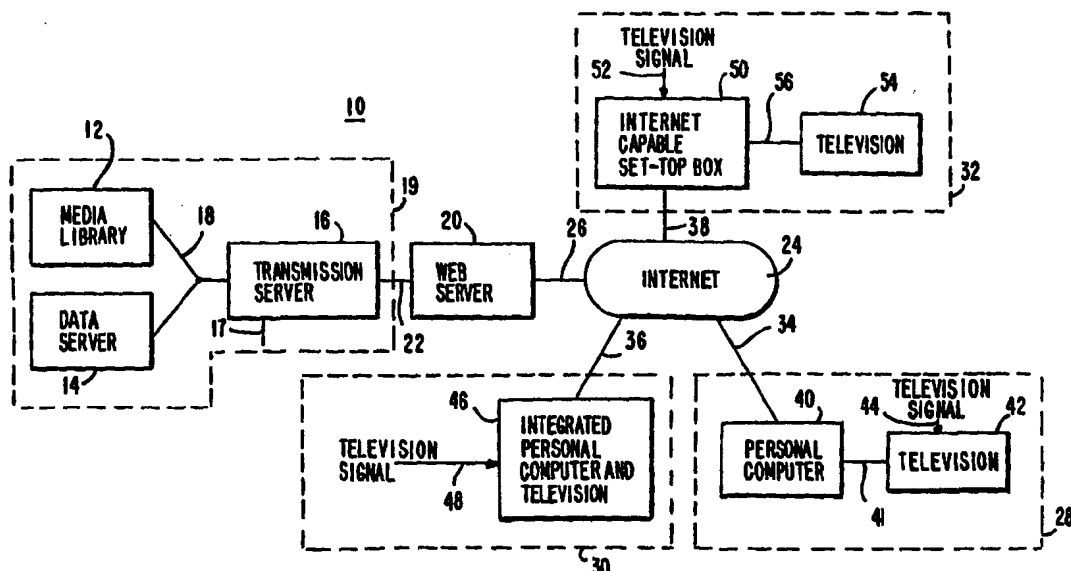 10
12
MEDIA
LIBRARY
18
DATA
SERVER
14
16
TRANSMISSION
SERVER
17
19
22
20
WEB
SERVER
26
INTERNET
24
TELEVISION
SIGNAL
52
50
INTERNET
CAPABLE
SET-TOP BOX
56
54
TELEVISION
32
38
36
34
46
INTEGRATED
PERSONAL
COMPUTER AND
TELEVISION
TELEVISION
SIGNAL
48
30
40
PERSONAL
COMPUTER
41
TELEVISION
SIGNAL
44
42
TELEVISION
28